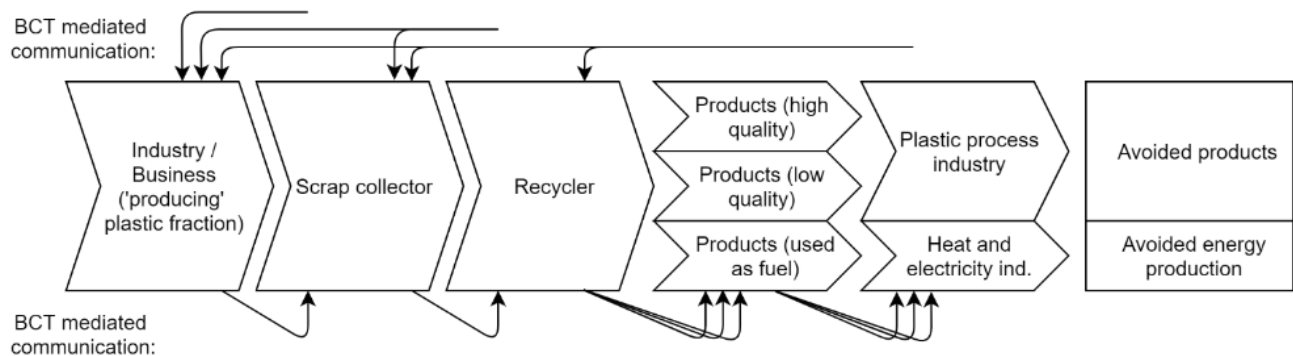 BCT mediated
communication:
Industry /
Business
('producing'
plastic fraction)
Scrap collector
Recycler
Products (high
quality)
Products (low
quality)
Products (used
as fuel)
Plastic process
industry
Heat and
electricity ind.
Avoided products
Avoided energy
production
BCT mediated
communication: